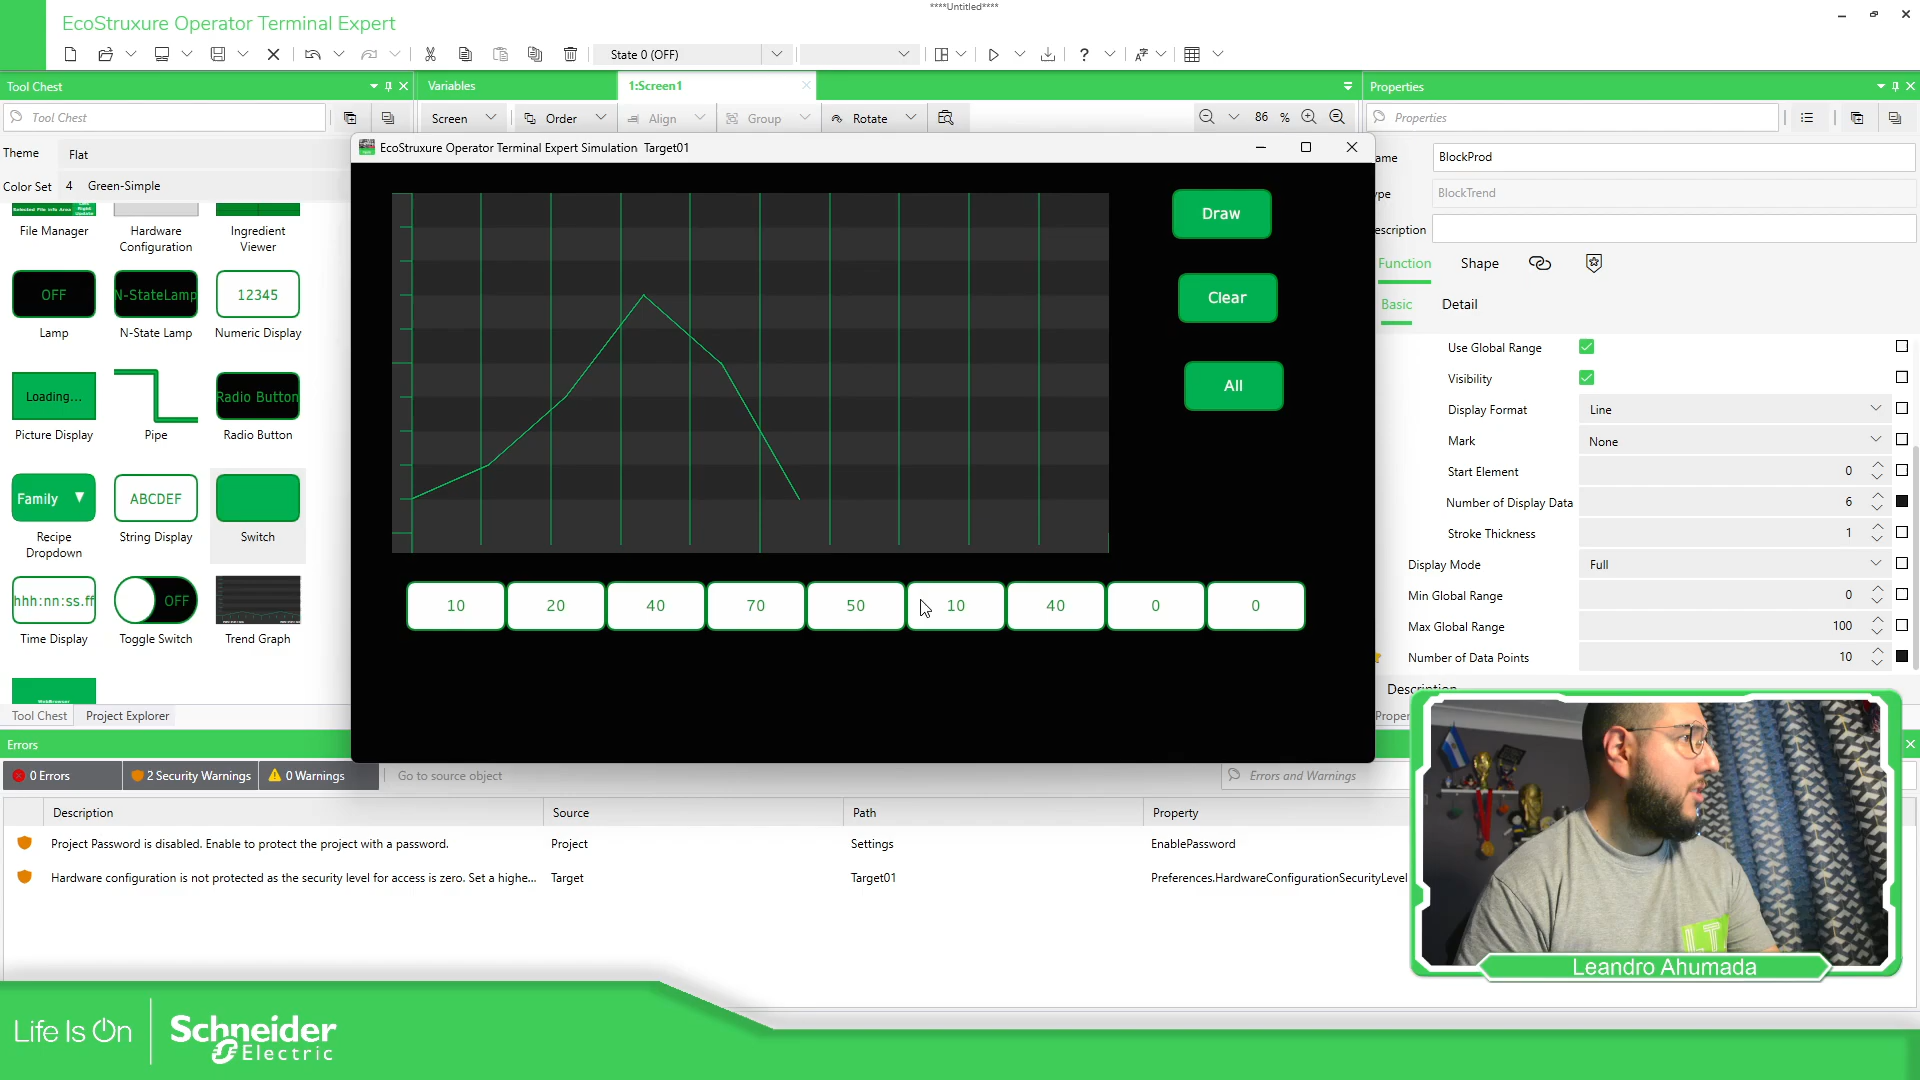 ****Untitled****
EcoStruxure Operator Terminal Expert
State 0 (OFF)
Tool Chest
Variables
1:Screen1
Properties
Tool Chest
Screen
Order
Align
Group
Rotate
86 %
Properties
Theme
Flat
Color Set
4 Green-Simple
EcoStruxure Operator Terminal Expert Simulation Target01
ame
BlockProd
ype
BlockTrend
escription
Function
Shape
Basic
Detail
File Manager
Hardware Configuration
Ingredient Viewer
OFF
N-StateLamp
12345
Lamp
N-State Lamp
Numeric Display
Loading...
Radio Button
Picture Display
Pipe
Radio Button
Family
ABCDEF
Recipe Dropdown
String Display
Switch
hhh:nn:ss.ff
OFF
Time Display
Toggle Switch
Trend Graph
Tool Chest
Project Explorer
Draw
Clear
All
10 20 40 70 50 10 40 0 0
Use Global Range
Visibility
Display Format Line
Mark None
Start Element 0
Number of Display Data 6
Stroke Thickness 1
Display Mode Full
Min Global Range 0
Max Global Range 100
Number of Data Points 10
Description
Proper
Errors
0 Errors
2 Security Warnings
0 Warnings
Go to source object
Errors and Warnings
Description Source Path Property
Project Password is disabled. Enable to protect the project with a password. Project Settings EnablePassword
Hardware configuration is not protected as the security level for access is zero. Set a highe... Target Target01 Preferences.HardwareConfigurationSecurityLevel
LT
Leandro Ahumada
Life Is On
Schneider
Electric